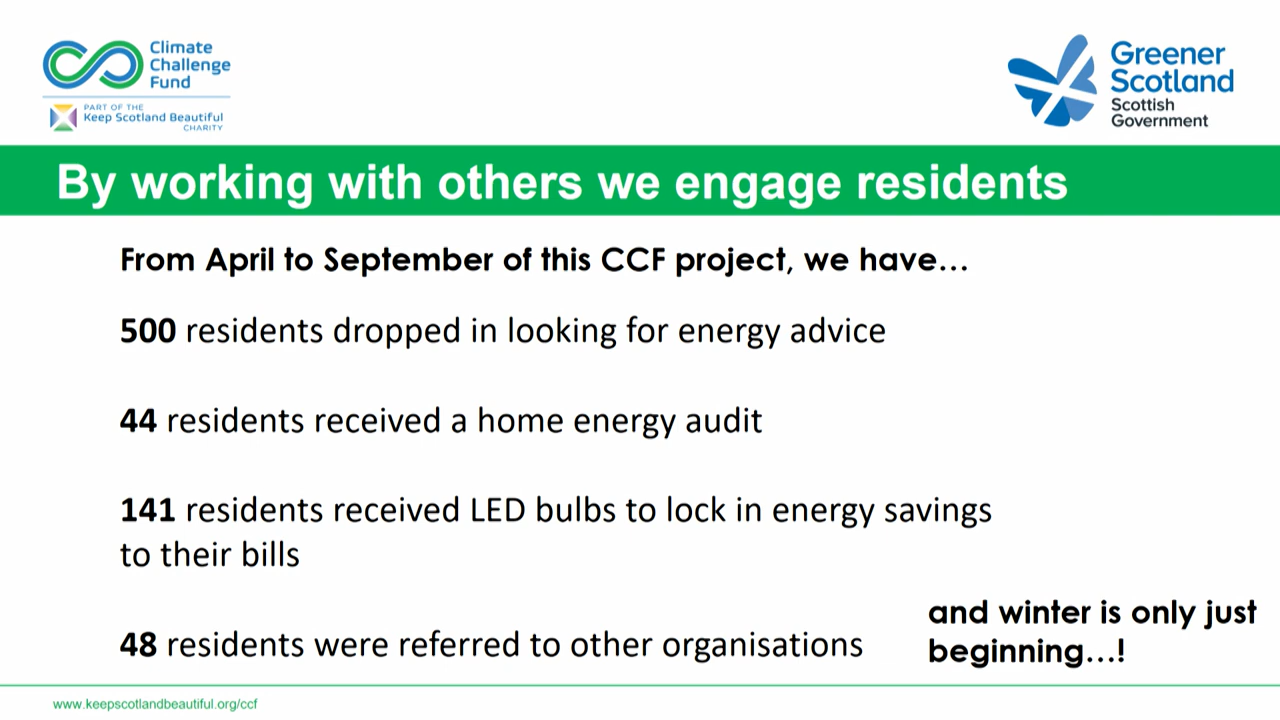 Climate
Challenge
Fund
PART OF THE
Keep Scotland Beautiful
CHARITY
Greener
Scotland
Scottish
Government
By working with others we engage residents
From April to September of this CCF project, we have…
500 residents dropped in looking for energy advice
44 residents received a home energy audit
141 residents received LED bulbs to lock in energy savings
to their bills
48 residents were referred to other organisations
and winter is only just
beginning…!
www.keepscotlandbeautiful.org/ccf